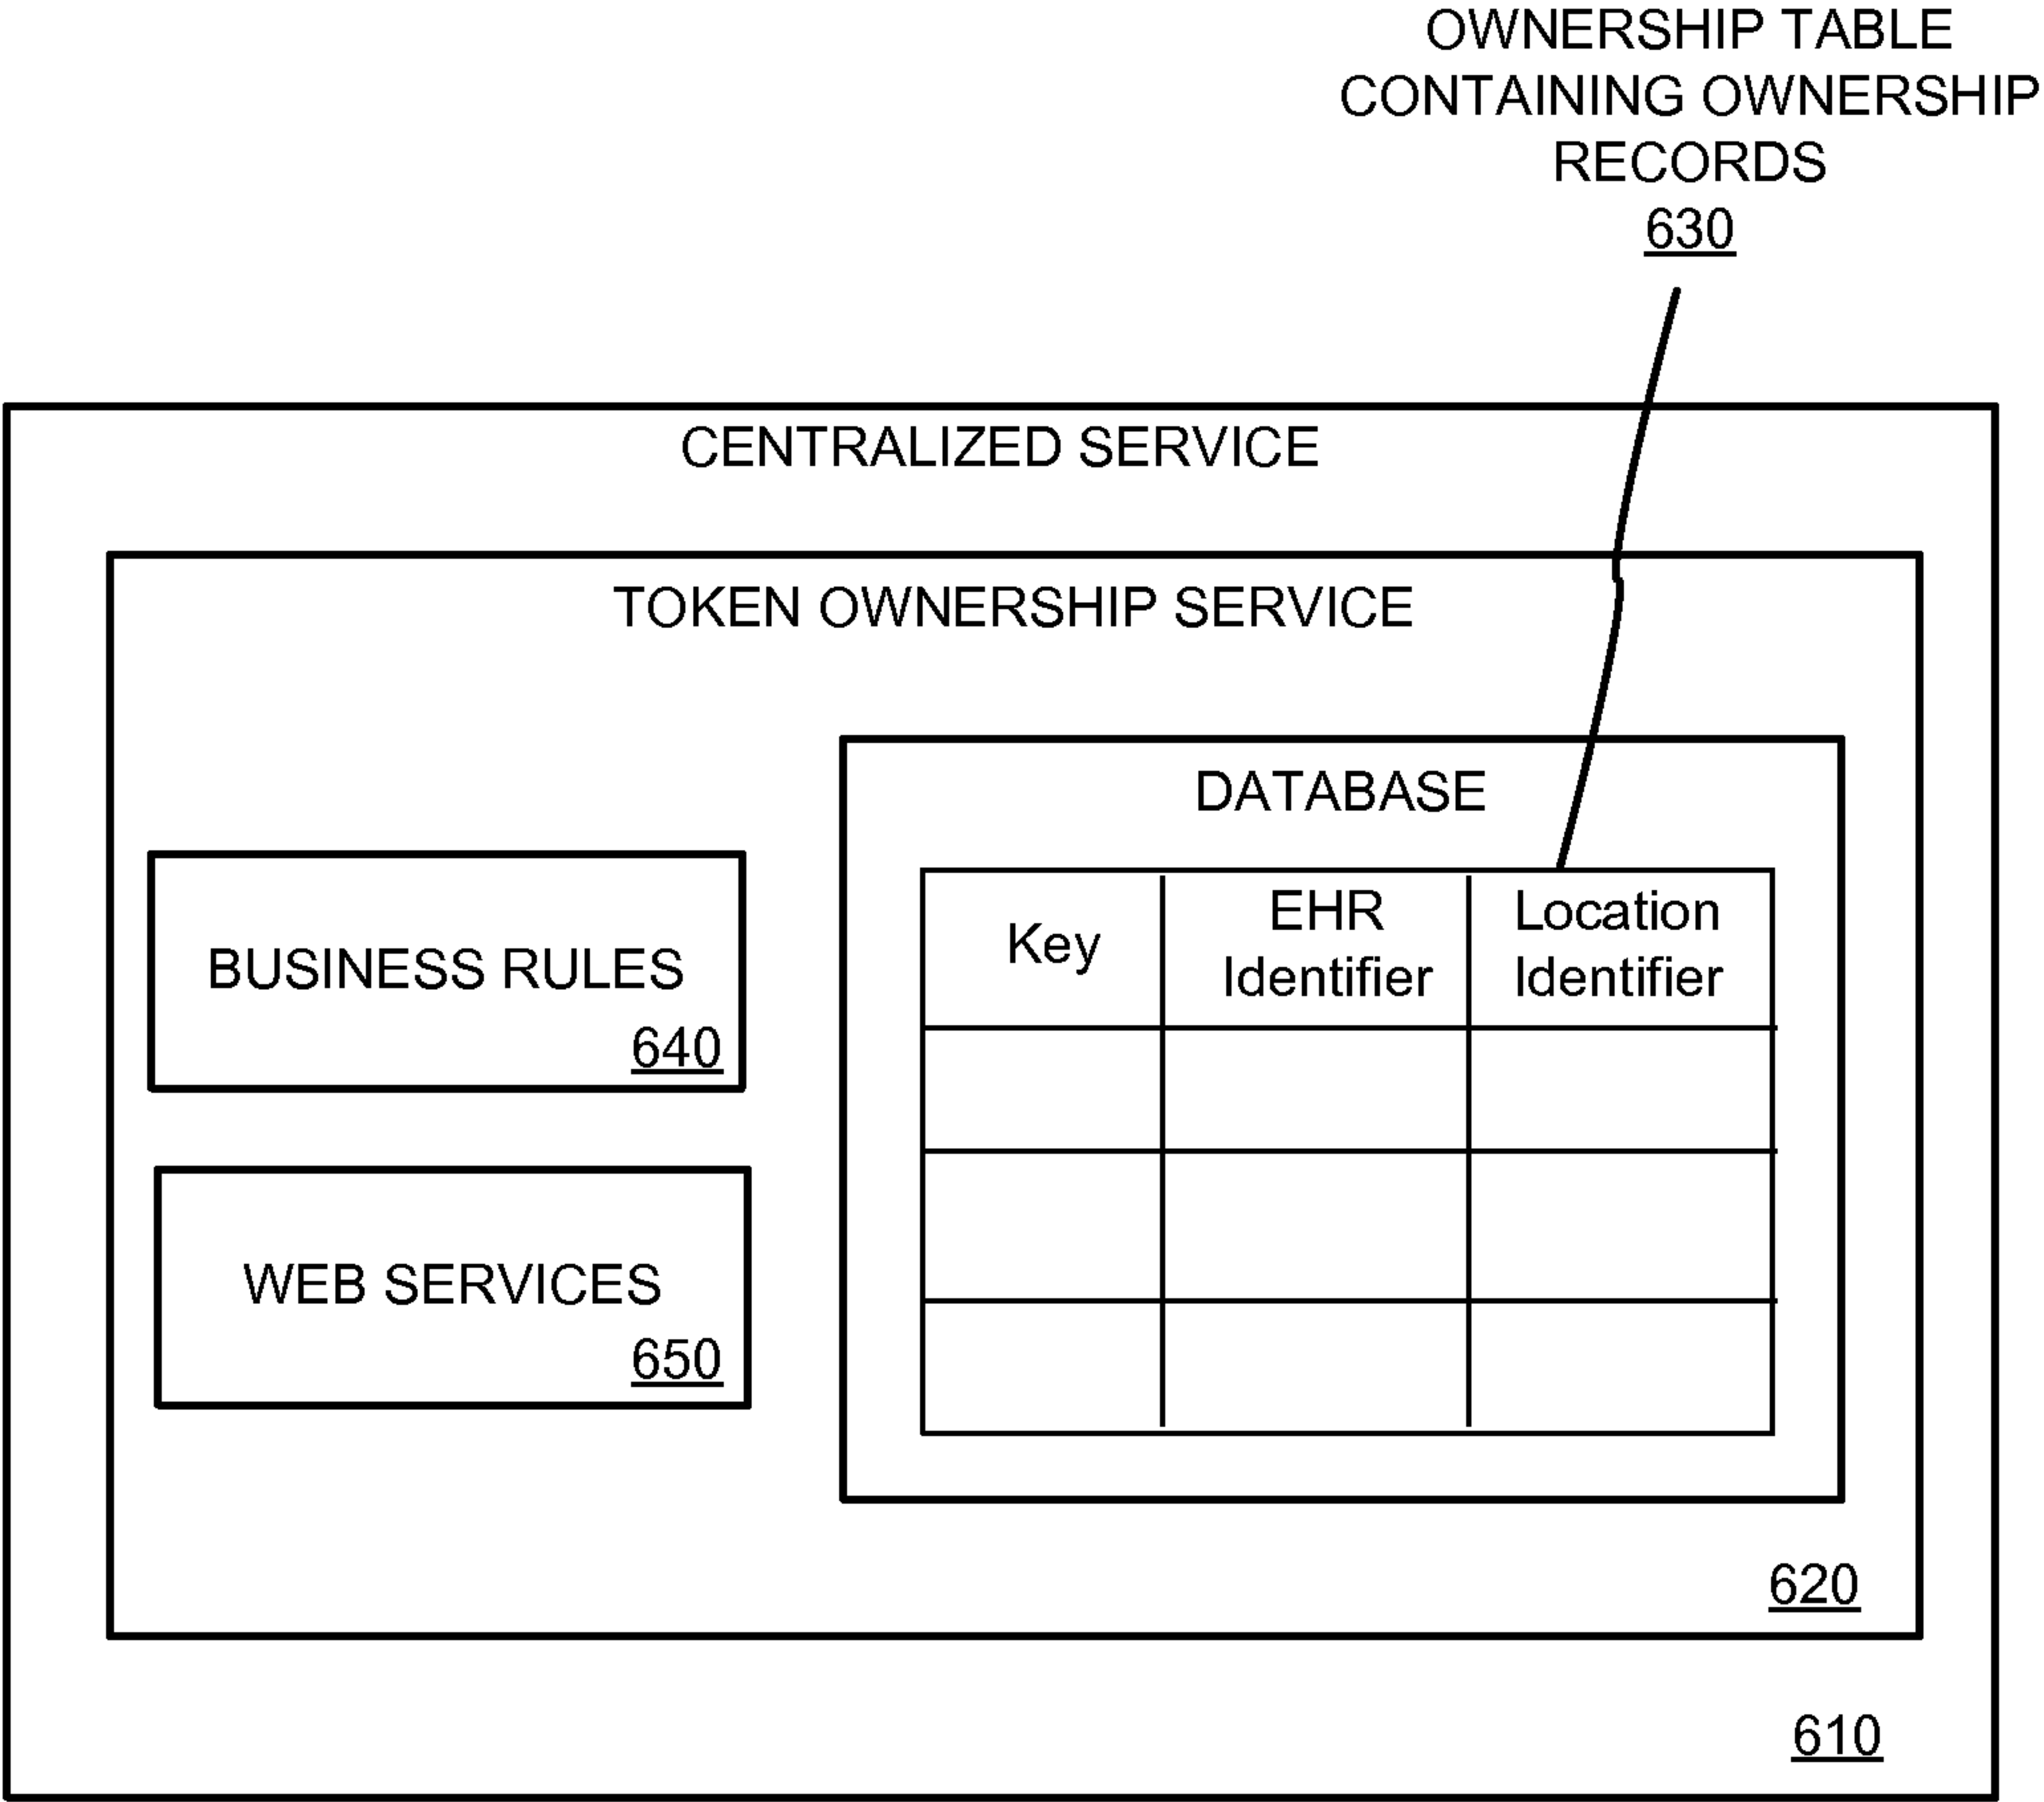 OWNERSHIP TABLE
CONTAINING OWNERSHIP
RECORDS
630
CENTRALIZED SERVICE
TOKEN OWNERSHIP SERVICE
DATABASE
Key
EHR
Identifier
Location
Identifier
BUSINESS RULES
640
WEB SERVICES
650
620
610